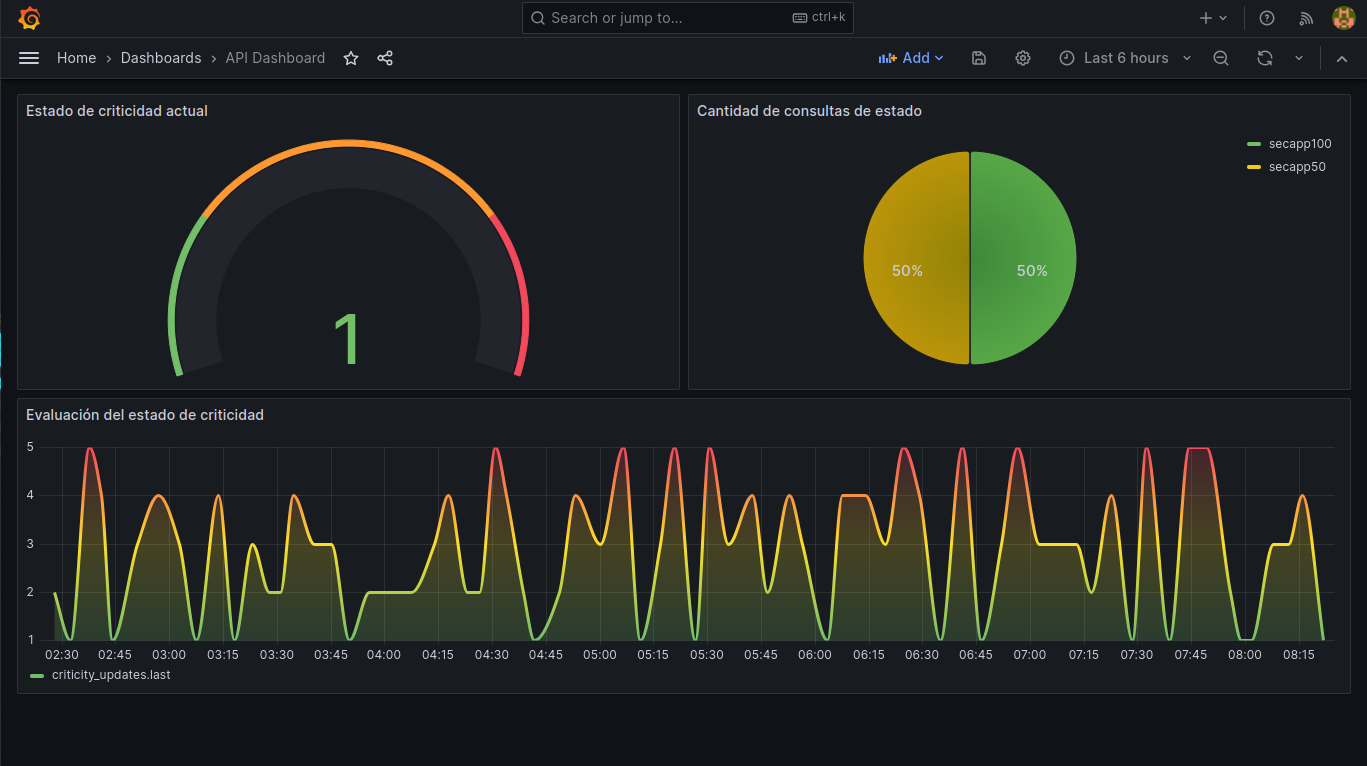 Search or jump to... ctrl+k
Home › Dashboards › API Dashboard Add Last 6 hours
Estado de criticidad actual
1
Cantidad de consultas de estado
secapp100
secapp50
50% 50%
Evaluación del estado de criticidad
5
4
3
2
1
02:30 02:45 03:00 03:15 03:30 03:45 04:00 04:15 04:30 04:45 05:00 05:15 05:30 05:45 06:00 06:15 06:30 06:45 07:00 07:15 07:30 07:45 08:00 08:15
criticity_updates.last